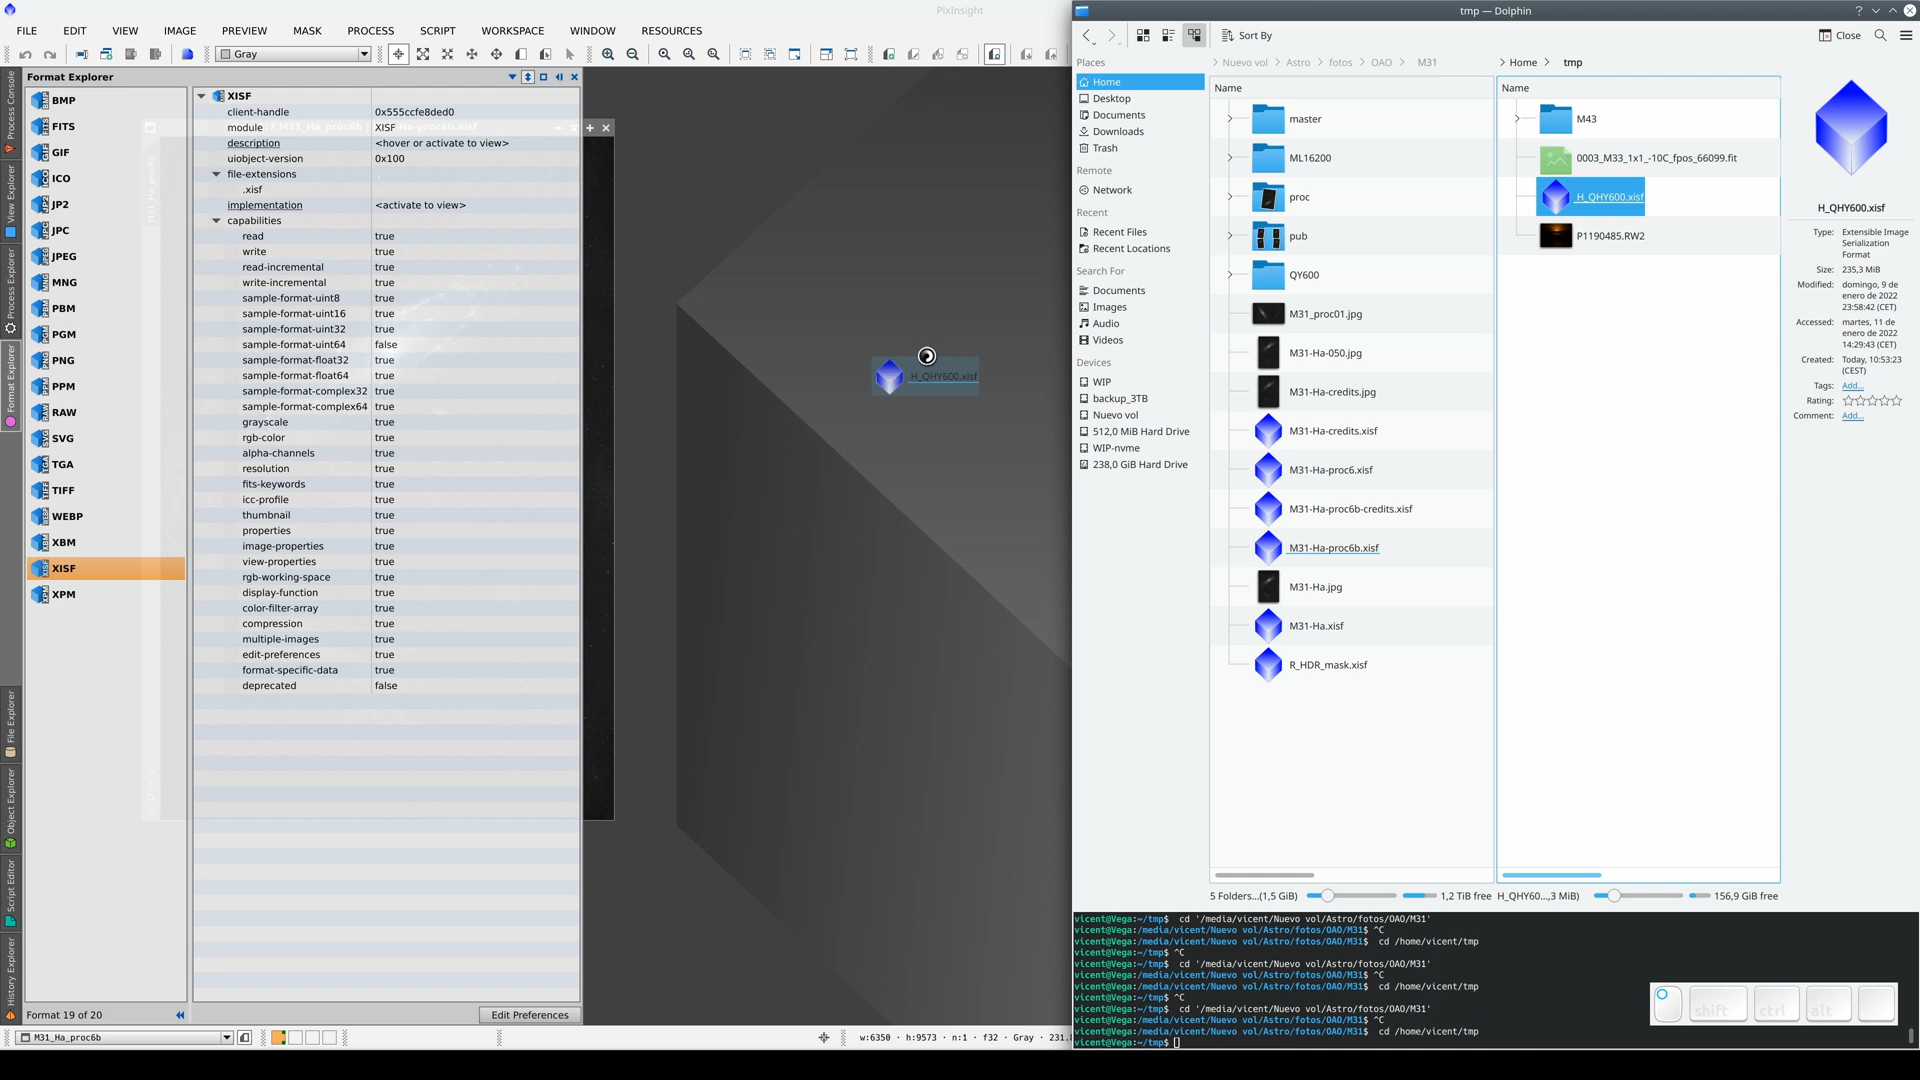 PixInsight
FILE EDIT VIEW IMAGE PREVIEW MASK PROCESS SCRIPT WORKSPACE WINDOW RESOURCES
Gray
Format Explorer
Process Console
View Explorer
Process Explorer
Format Explorer
File Explorer
Object Explorer
Script Editor
History Explorer
BMP
FITS
GIF
ICO
JP2
JPC
JPEG
MNG
PBM
PGM
PNG
PPM
RAW
SVG
TGA
TIFF
WEBP
XBM
XISF
XPM
XISF
client-handle 0x555ccfe8ded0
module XISF
description <hover or activate to view>
uiobject-version 0x100
file-extensions
.xisf
implementation <activate to view>
capabilities
read true
write true
read-incremental true
write-incremental true
sample-format-uint8 true
sample-format-uint16 true
sample-format-uint32 true
sample-format-uint64 false
sample-format-float32 true
sample-format-float64 true
sample-format-complex32 true
sample-format-complex64 true
grayscale true
rgb-color true
alpha-channels true
resolution true
fits-keywords true
icc-profile true
thumbnail true
properties true
image-properties true
view-properties true
rgb-working-space true
display-function true
color-filter-array true
compression true
multiple-images true
edit-preferences true
format-specific-data true
deprecated false
Format 19 of 20
Edit Preferences
M31_Ha_proc6b
w:6350 · h:9573 · n:1 · f32 · Gray · 231.
M31_Ha_proc6b
H_QHY600.xisf
tmp — Dolphin
Sort By
Close
Places
Home
Desktop
Documents
Downloads
Trash
Remote
Network
Recent
Recent Files
Recent Locations
Search For
Documents
Images
Audio
Videos
Devices
WIP
backup_3TB
Nuevo vol
512,0 MiB Hard Drive
WIP-nvme
238,0 GiB Hard Drive
Nuevo vol > Astro > fotos > OAO > M31
Name
master
ML16200
proc
pub
QY600
M31_proc01.jpg
M31-Ha-050.jpg
M31-Ha-credits.jpg
M31-Ha-credits.xisf
M31-Ha-proc6.xisf
M31-Ha-proc6b-credits.xisf
M31-Ha-proc6b.xisf
M31-Ha.jpg
M31-Ha.xisf
R_HDR_mask.xisf
5 Folders...(1,5 GiB)
1,2 TiB free
> Home > tmp
Name
M43
0003_M33_1x1_-10C_fpos_66099.fit
H_QHY600.xisf
P1190485.RW2
H_QHY60...,3 MiB)
156,9 GiB free
H_QHY600.xisf
Type: Extensible Image
Serialization
Format
Size: 235,3 MiB
Modified: domingo, 9 de
enero de 2022
23:58:42 (CET)
Accessed: martes, 11 de
enero de 2022
14:29:43 (CET)
Created: Today, 10:53:23
(CEST)
Tags: Add...
Rating:
Comment: Add...
vicent@Vega:~/tmp$ cd '/media/vicent/Nuevo vol/Astro/fotos/OAO/M31'
vicent@Vega:/media/vicent/Nuevo vol/Astro/fotos/OAO/M31$ ^C
vicent@Vega:/media/vicent/Nuevo vol/Astro/fotos/OAO/M31$ cd /home/vicent/tmp
vicent@Vega:~/tmp$ ^C
vicent@Vega:~/tmp$ cd '/media/vicent/Nuevo vol/Astro/fotos/OAO/M31'
vicent@Vega:/media/vicent/Nuevo vol/Astro/fotos/OAO/M31$ ^C
vicent@Vega:/media/vicent/Nuevo vol/Astro/fotos/OAO/M31$ cd /home/vicent/tmp
vicent@Vega:~/tmp$ ^C
vicent@Vega:~/tmp$ cd '/media/vicent/Nuevo vol/Astro/fotos/OAO/M31'
vicent@Vega:/media/vicent/Nuevo vol/Astro/fotos/OAO/M31$ ^C
vicent@Vega:/media/vicent/Nuevo vol/Astro/fotos/OAO/M31$ cd /home/vicent/tmp
vicent@Vega:~/tmp$
shift ctrl alt